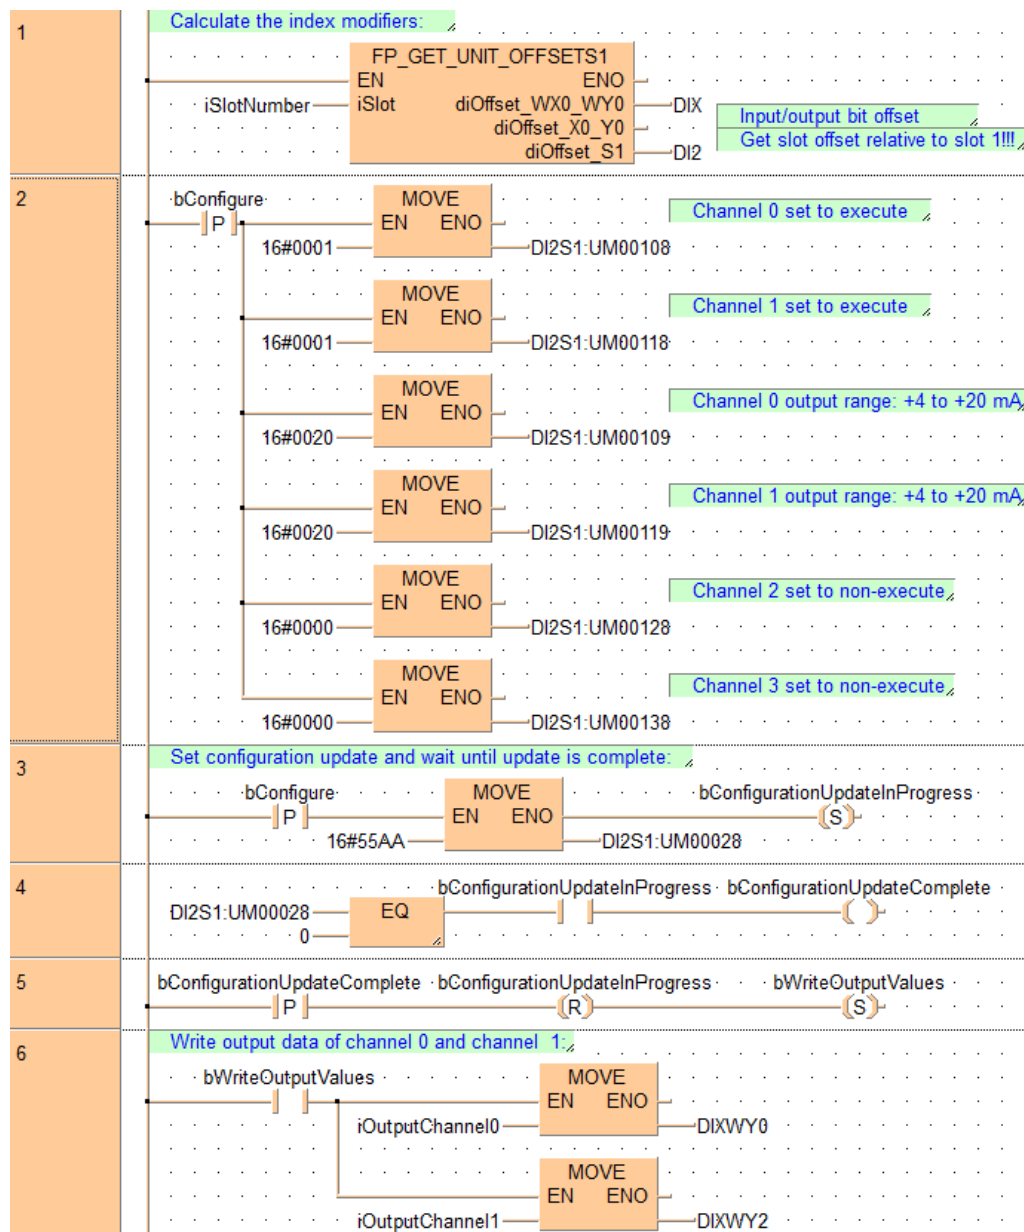 1
Calculate the index modifiers:
FP_GET_UNIT_OFFSETS1
EN ENO
iSlotNumber iSlot diOffset_WX0_WY0 DIX
diOffset_X0_Y0
diOffset_S1 DI2
Input/output bit offset
Get slot offset relative to slot 1!!!
2
bConfigure
P
MOVE
EN ENO
16#0001 DI2S1:UM00108
Channel 0 set to execute
MOVE
EN ENO
16#0001 DI2S1:UM00118
Channel 1 set to execute
MOVE
EN ENO
16#0020 DI2S1:UM00109
Channel 0 output range: +4 to +20 mA
MOVE
EN ENO
16#0020 DI2S1:UM00119
Channel 1 output range: +4 to +20 mA
MOVE
EN ENO
16#0000 DI2S1:UM00128
Channel 2 set to non-execute
MOVE
EN ENO
16#0000 DI2S1:UM00138
Channel 3 set to non-execute
3
Set configuration update and wait until update is complete:
bConfigure MOVE bConfigurationUpdateInProgress
P EN ENO S
16#55AA DI2S1:UM00028
4
bConfigurationUpdateInProgress bConfigurationUpdateComplete
DI2S1:UM00028 EQ
0
5
bConfigurationUpdateComplete bConfigurationUpdateInProgress bWriteOutputValues
P R S
6
Write output data of channel 0 and channel 1:
bWriteOutputValues MOVE
EN ENO
iOutputChannel0 DIXWY0
MOVE
EN ENO
iOutputChannel1 DIXWY2